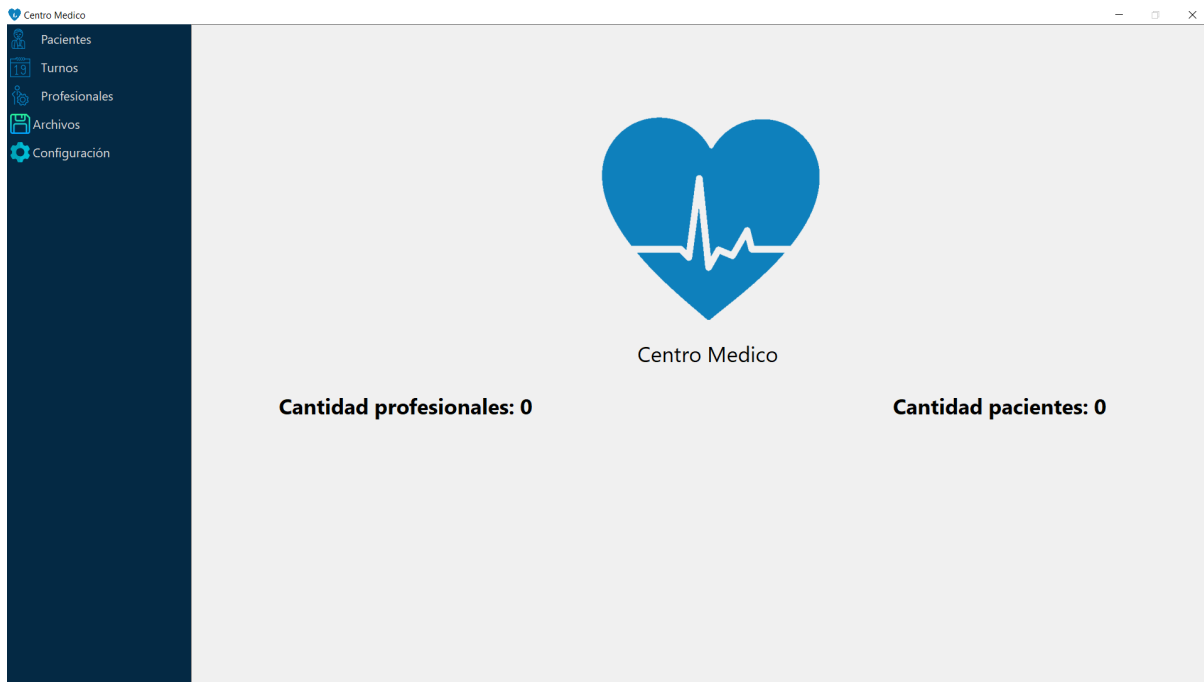 Centro Medico
Pacientes
19
Turnos
Profesionales
Archivos
Configuración
Centro Medico
Cantidad profesionales: 0
Cantidad pacientes: 0